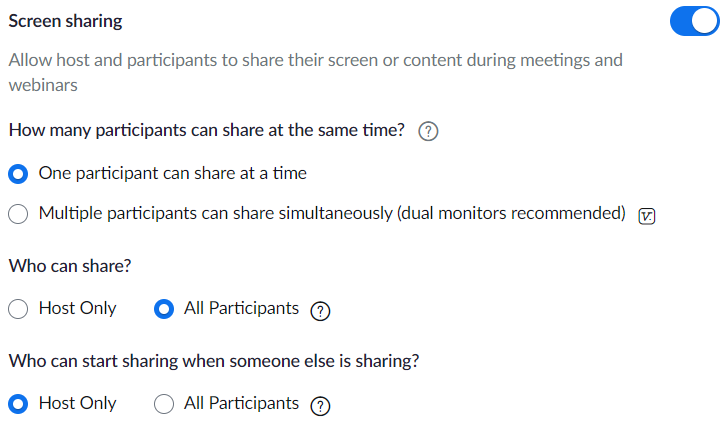 Screen sharing
Allow host and participants to share their screen or content during meetings and
webinars
How many participants can share at the same time? ?
One participant can share at a time
Multiple participants can share simultaneously (dual monitors recommended) V:
Who can share?
Host Only All Participants ?
Who can start sharing when someone else is sharing?
Host Only All Participants ?